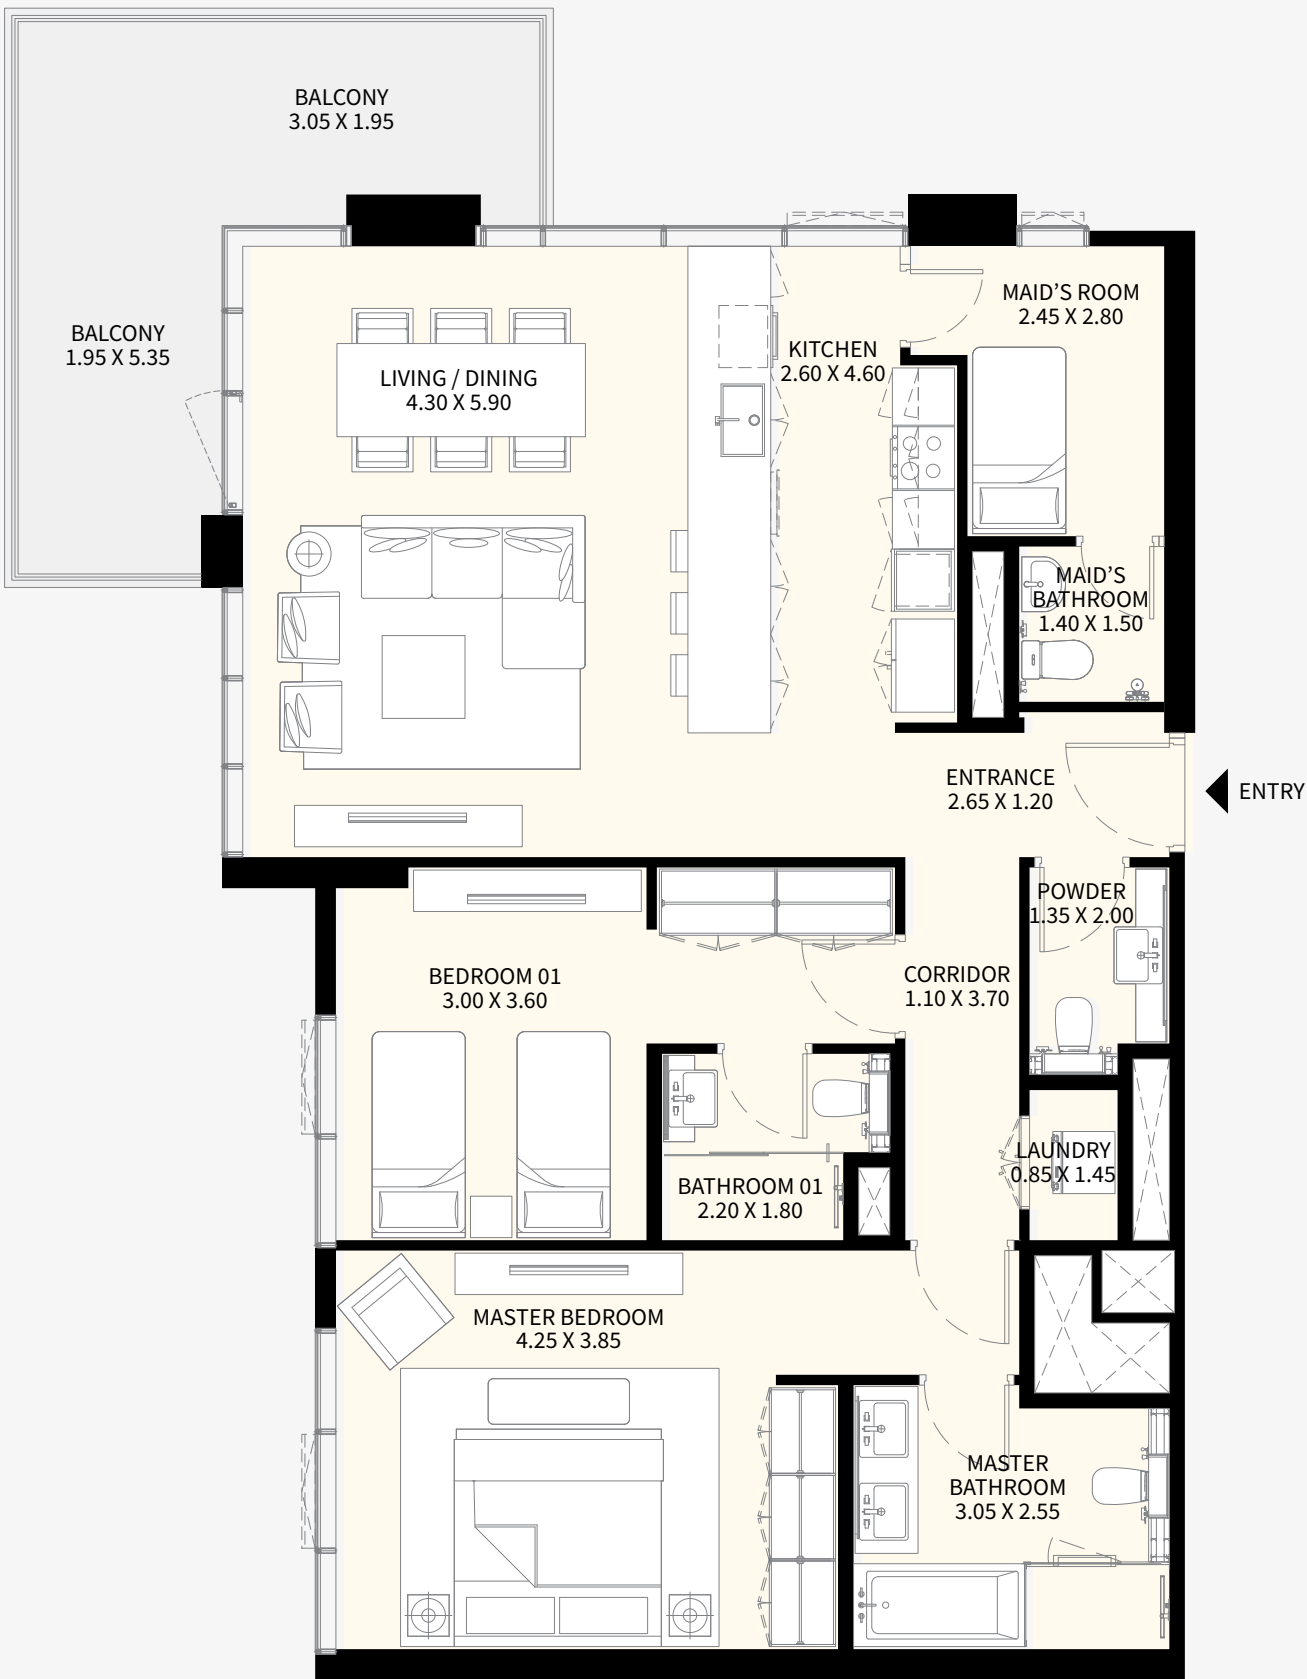 BALCONY
3.05 X 1.95
BALCONY
1.95 X 5.35
LIVING / DINING
4.30 X 5.90
KITCHEN
2.60 X 4.60
MAID’S ROOM
2.45 X 2.80
MAID’S
BATHROOM
1.40 X 1.50
ENTRANCE
2.65 X 1.20
ENTRY
POWDER
1.35 X 2.00
BEDROOM 01
3.00 X 3.60
CORRIDOR
1.10 X 3.70
LAUNDRY
0.85 X 1.45
BATHROOM 01
2.20 X 1.80
MASTER BEDROOM
4.25 X 3.85
MASTER
BATHROOM
3.05 X 2.55